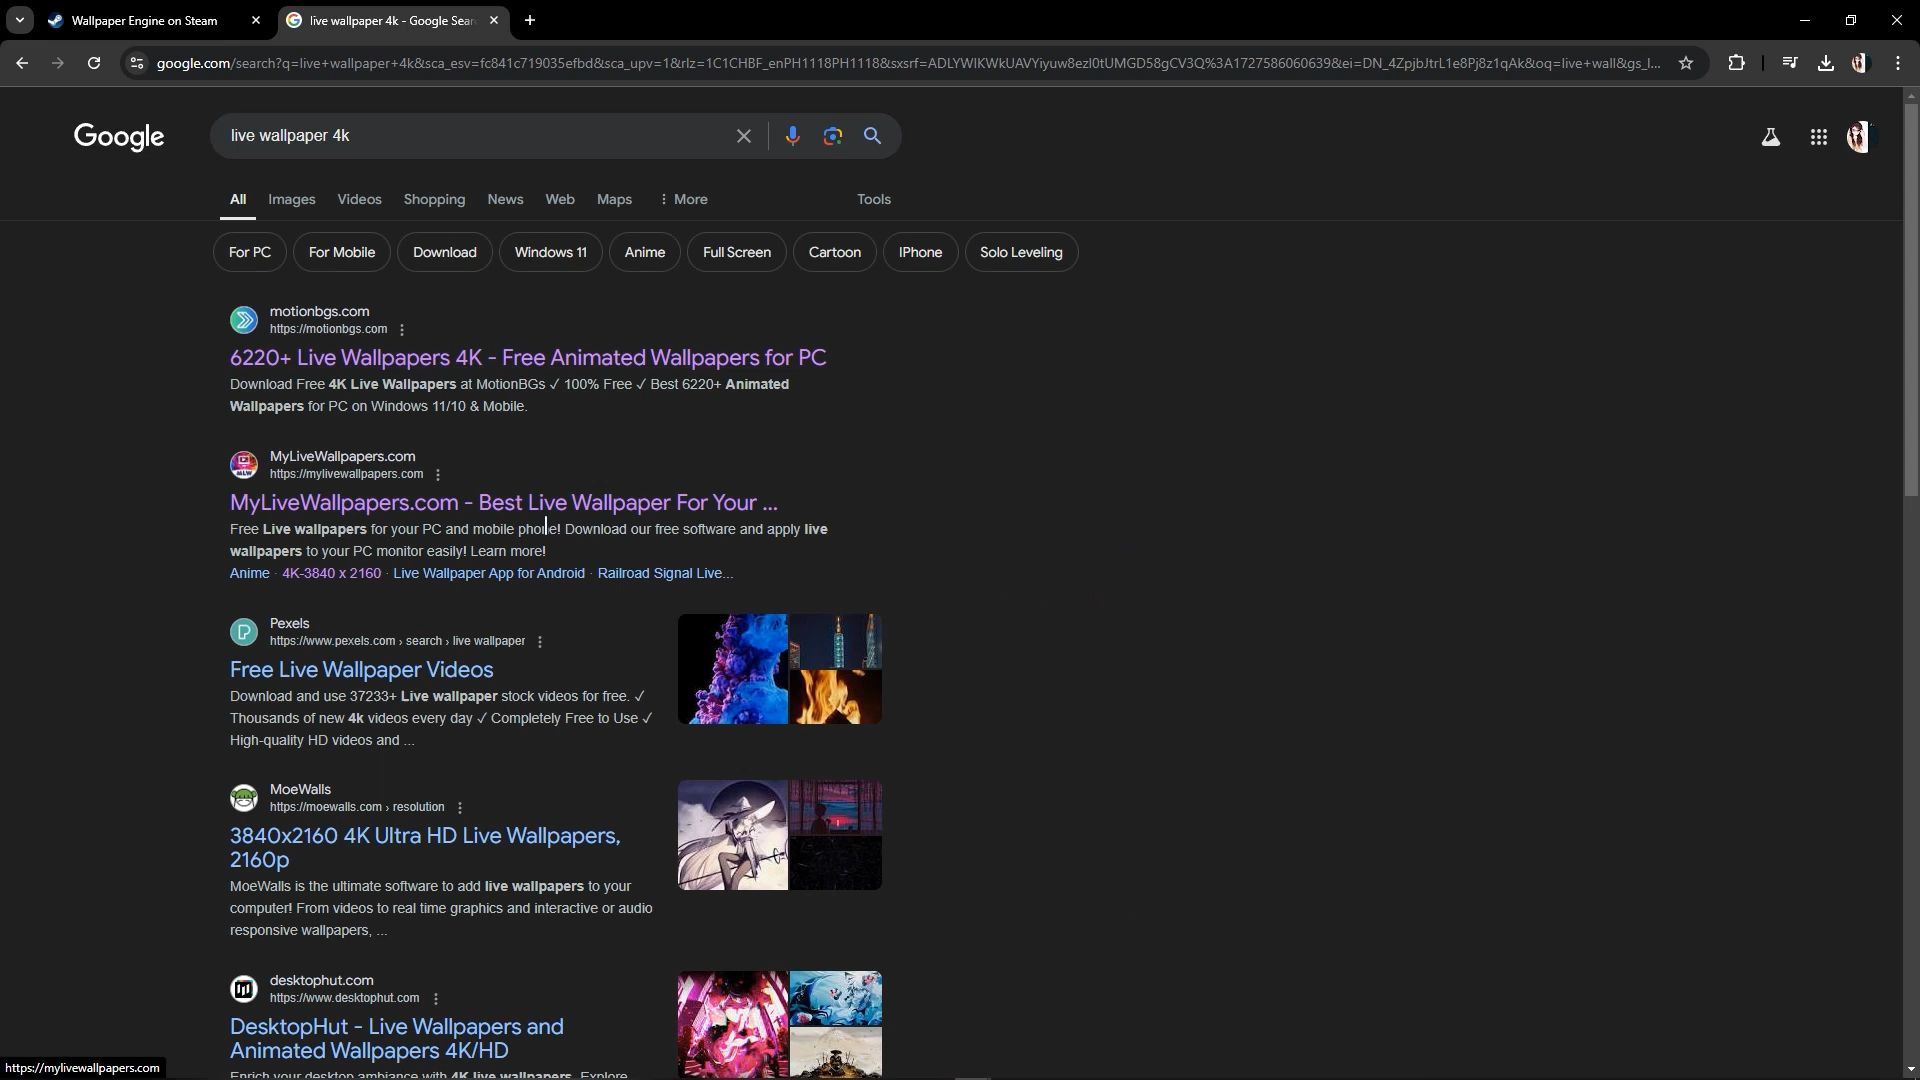 Wallpaper Engine on Steam
live wallpaper 4k - Google Sear
google.com/search?q=live+wallpaper+4k&sca_esv=fc841c719035efbd&sca_upv=1&rlz=1C1CHBF_enPH1118PH1118&sxsrf=ADLYWIKWkUAVYiyuw8ezI0tUMGD58gCV3Q%3A1727586060639&ei=DN_4ZpjbJtrL1e8Pj8z1qAk&oq=live+wall&gs_l...
Google
live wallpaper 4k
All Images Videos Shopping News Web Maps More Tools
For PC For Mobile Download Windows 11 Anime Full Screen Cartoon IPhone Solo Leveling
motionbgs.com
https://motionbgs.com
6220+ Live Wallpapers 4K - Free Animated Wallpapers for PC
Download Free 4K Live Wallpapers at MotionBGs ✓ 100% Free ✓ Best 6220+ Animated
Wallpapers for PC on Windows 11/10 & Mobile.
MyLiveWallpapers.com
MLW
https://mylivewallpapers.com
MyLiveWallpapers.com - Best Live Wallpaper For Your ...
Free Live wallpapers for your PC and mobile phone! Download our free software and apply live
wallpapers to your PC monitor easily! Learn more!
Anime · 4K-3840 x 2160 · Live Wallpaper App for Android · Railroad Signal Live...
Pexels
https://www.pexels.com › search › live wallpaper
Free Live Wallpaper Videos
Download and use 37233+ Live wallpaper stock videos for free. ✓
Thousands of new 4k videos every day ✓ Completely Free to Use ✓
High-quality HD videos and ...
MoeWalls
https://moewalls.com › resolution
3840x2160 4K Ultra HD Live Wallpapers,
2160p
MoeWalls is the ultimate software to add live wallpapers to your
computer! From videos to real time graphics and interactive or audio
responsive wallpapers, ...
desktophut.com
https://www.desktophut.com
DesktopHut - Live Wallpapers and
Animated Wallpapers 4K/HD
Enrich your desktop ambiance with 4K live wallpapers. Explore
https://mylivewallpapers.com